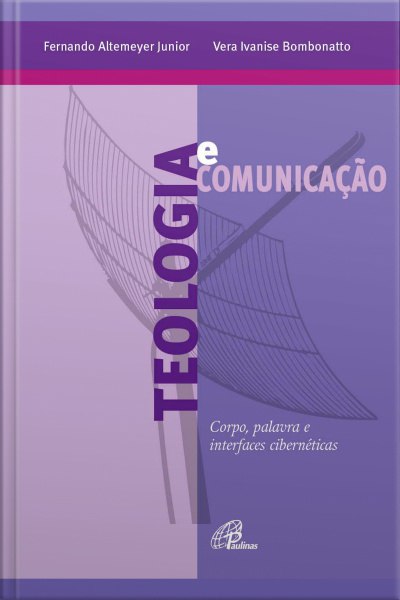 Fernando Altemeyer Junior Vera Ivanise Bombonatto
TEOLOGIA
e
COMUNICAÇÃO
Corpo, palavra e
interfaces cibernéticas
Paulinas